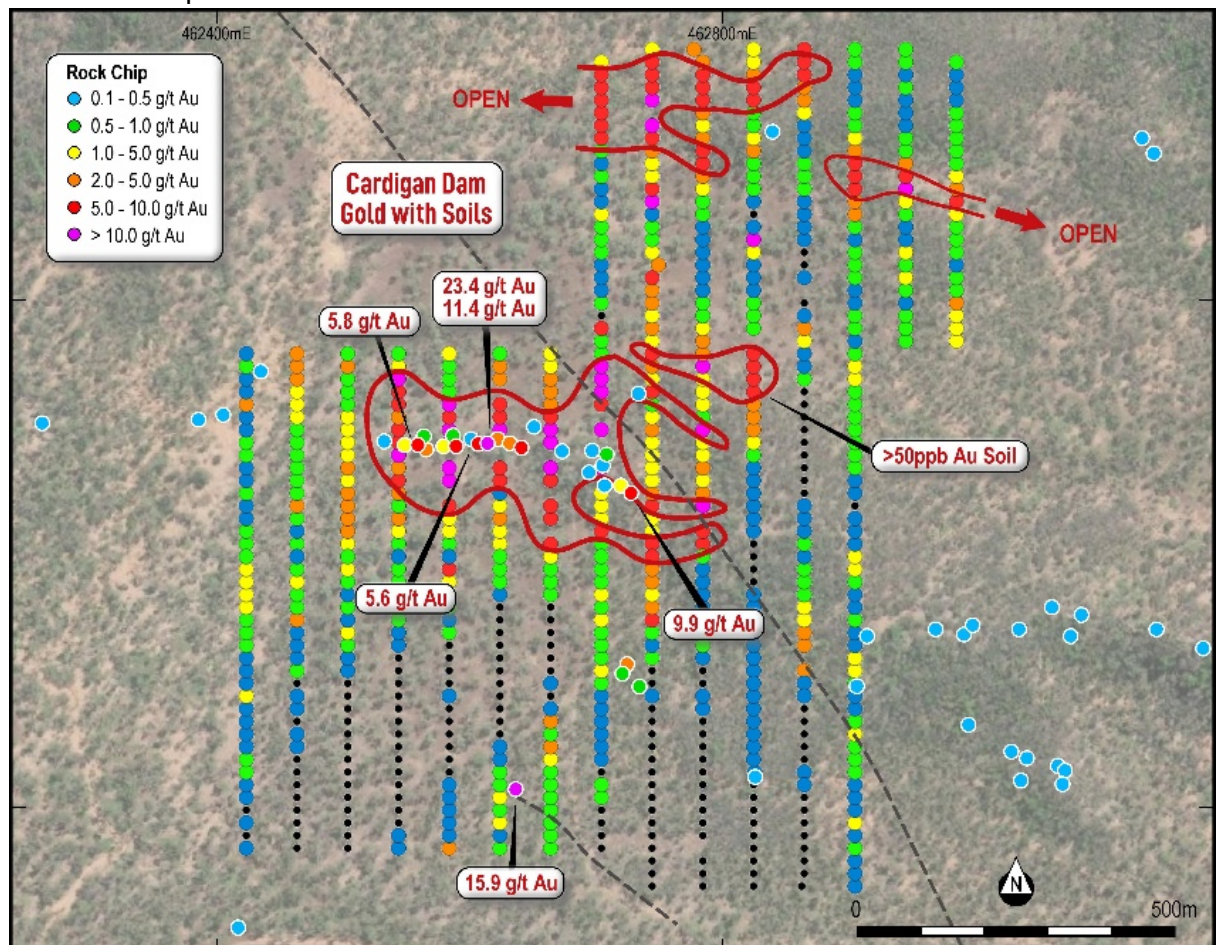 462400mE
462800mE
Rock Chip
0.1 - 0.5 g/t Au
0.5 - 1.0 g/t Au
1.0 - 5.0 g/t Au
2.0 - 5.0 g/t Au
5.0 - 10.0 g/t Au
> 10.0 g/t Au
OPEN
Cardigan Dam
Gold with Soils
OPEN
23.4 g/t Au
11.4 g/t Au
5.8 g/t Au
>50ppb Au Soil
5.6 g/t Au
9.9 g/t Au
15.9 g/t Au
N
0
500m